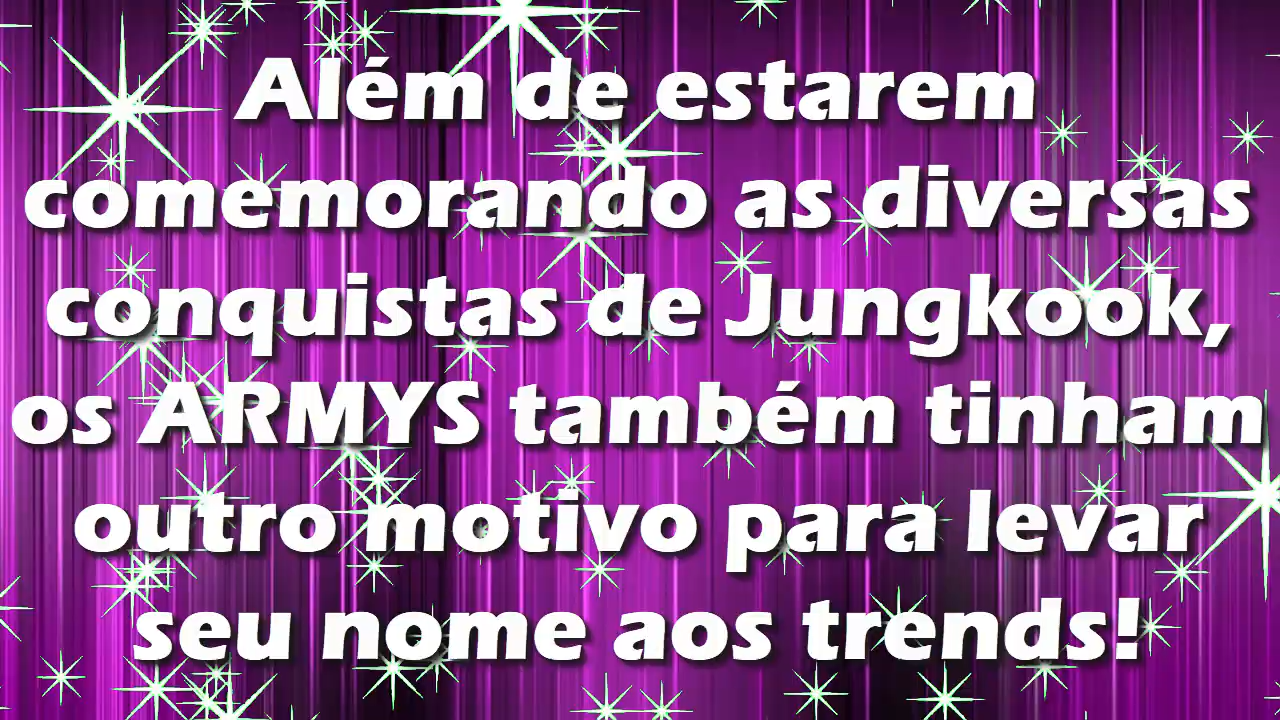 Além de estarem
comemorando as diversas
conquistas de Jungkook,
os ARMYS também tinham
outro motivo para levar
seu nome aos trends!